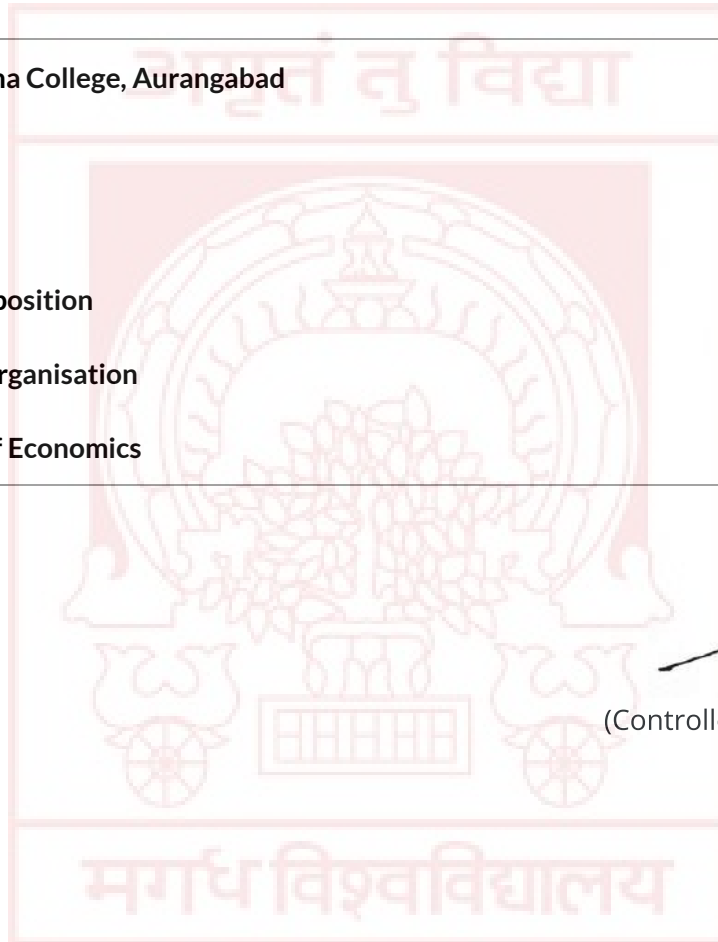 अमृतं तु विद्या
na College, Aurangabad
position
rganisation
f Economics
(Controll
मगध विश्वविद्यालय